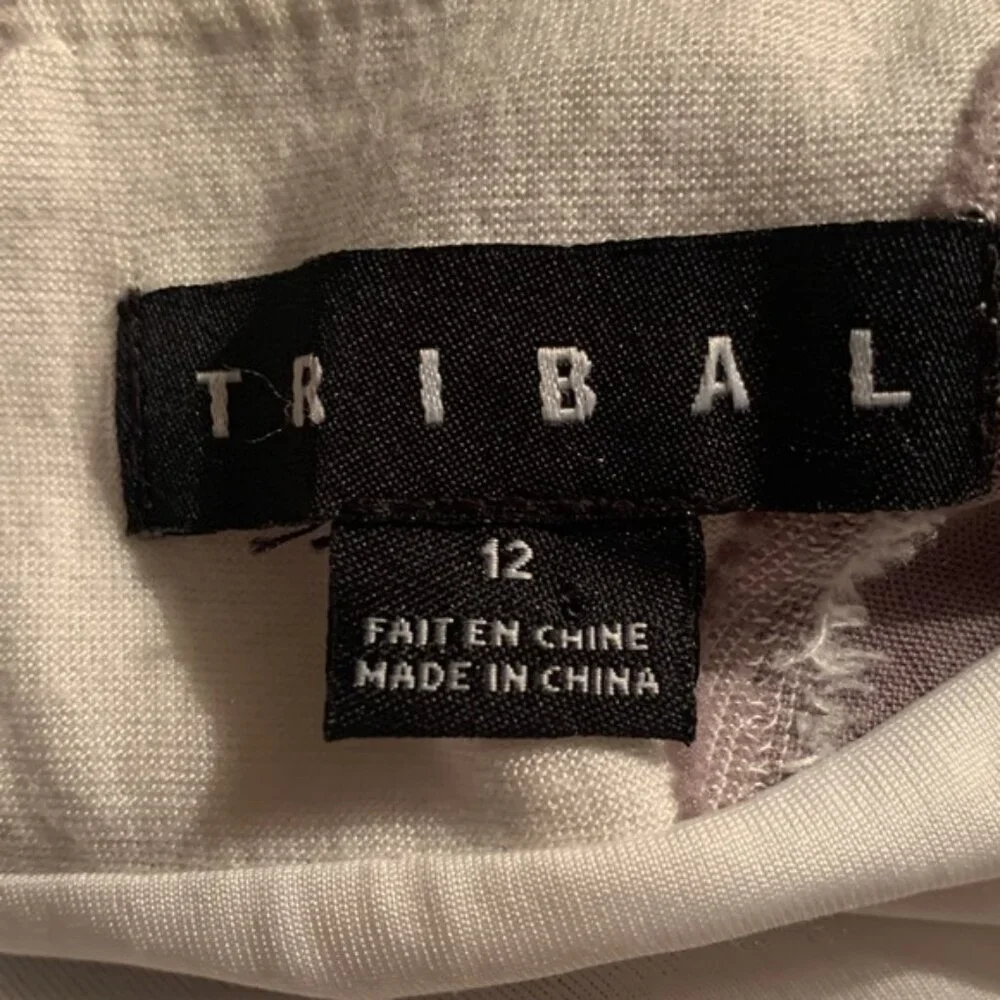 TRIBAL
12
FAIT EN CHINE
MADE IN CHINA